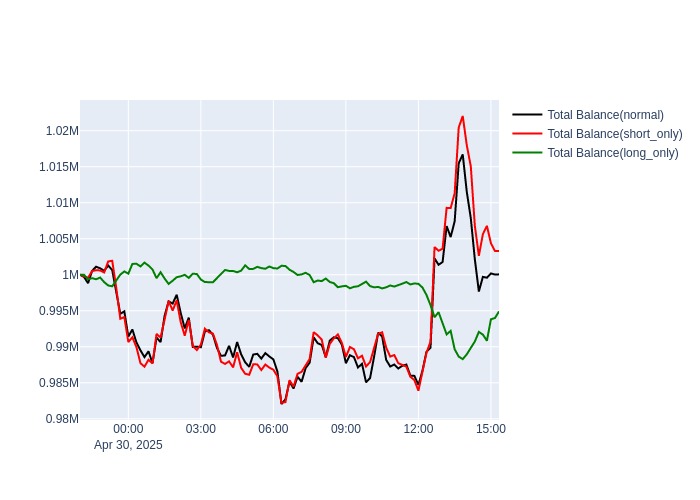 1.02M
1.015M
1.01M
1.005M
1M
0.995M
0.99M
0.985M
0.98M
00:00
03:00
06:00
09:00
12:00
15:00
Apr 30, 2025
Total Balance(normal)
Total Balance(short_only)
Total Balance(long_only)